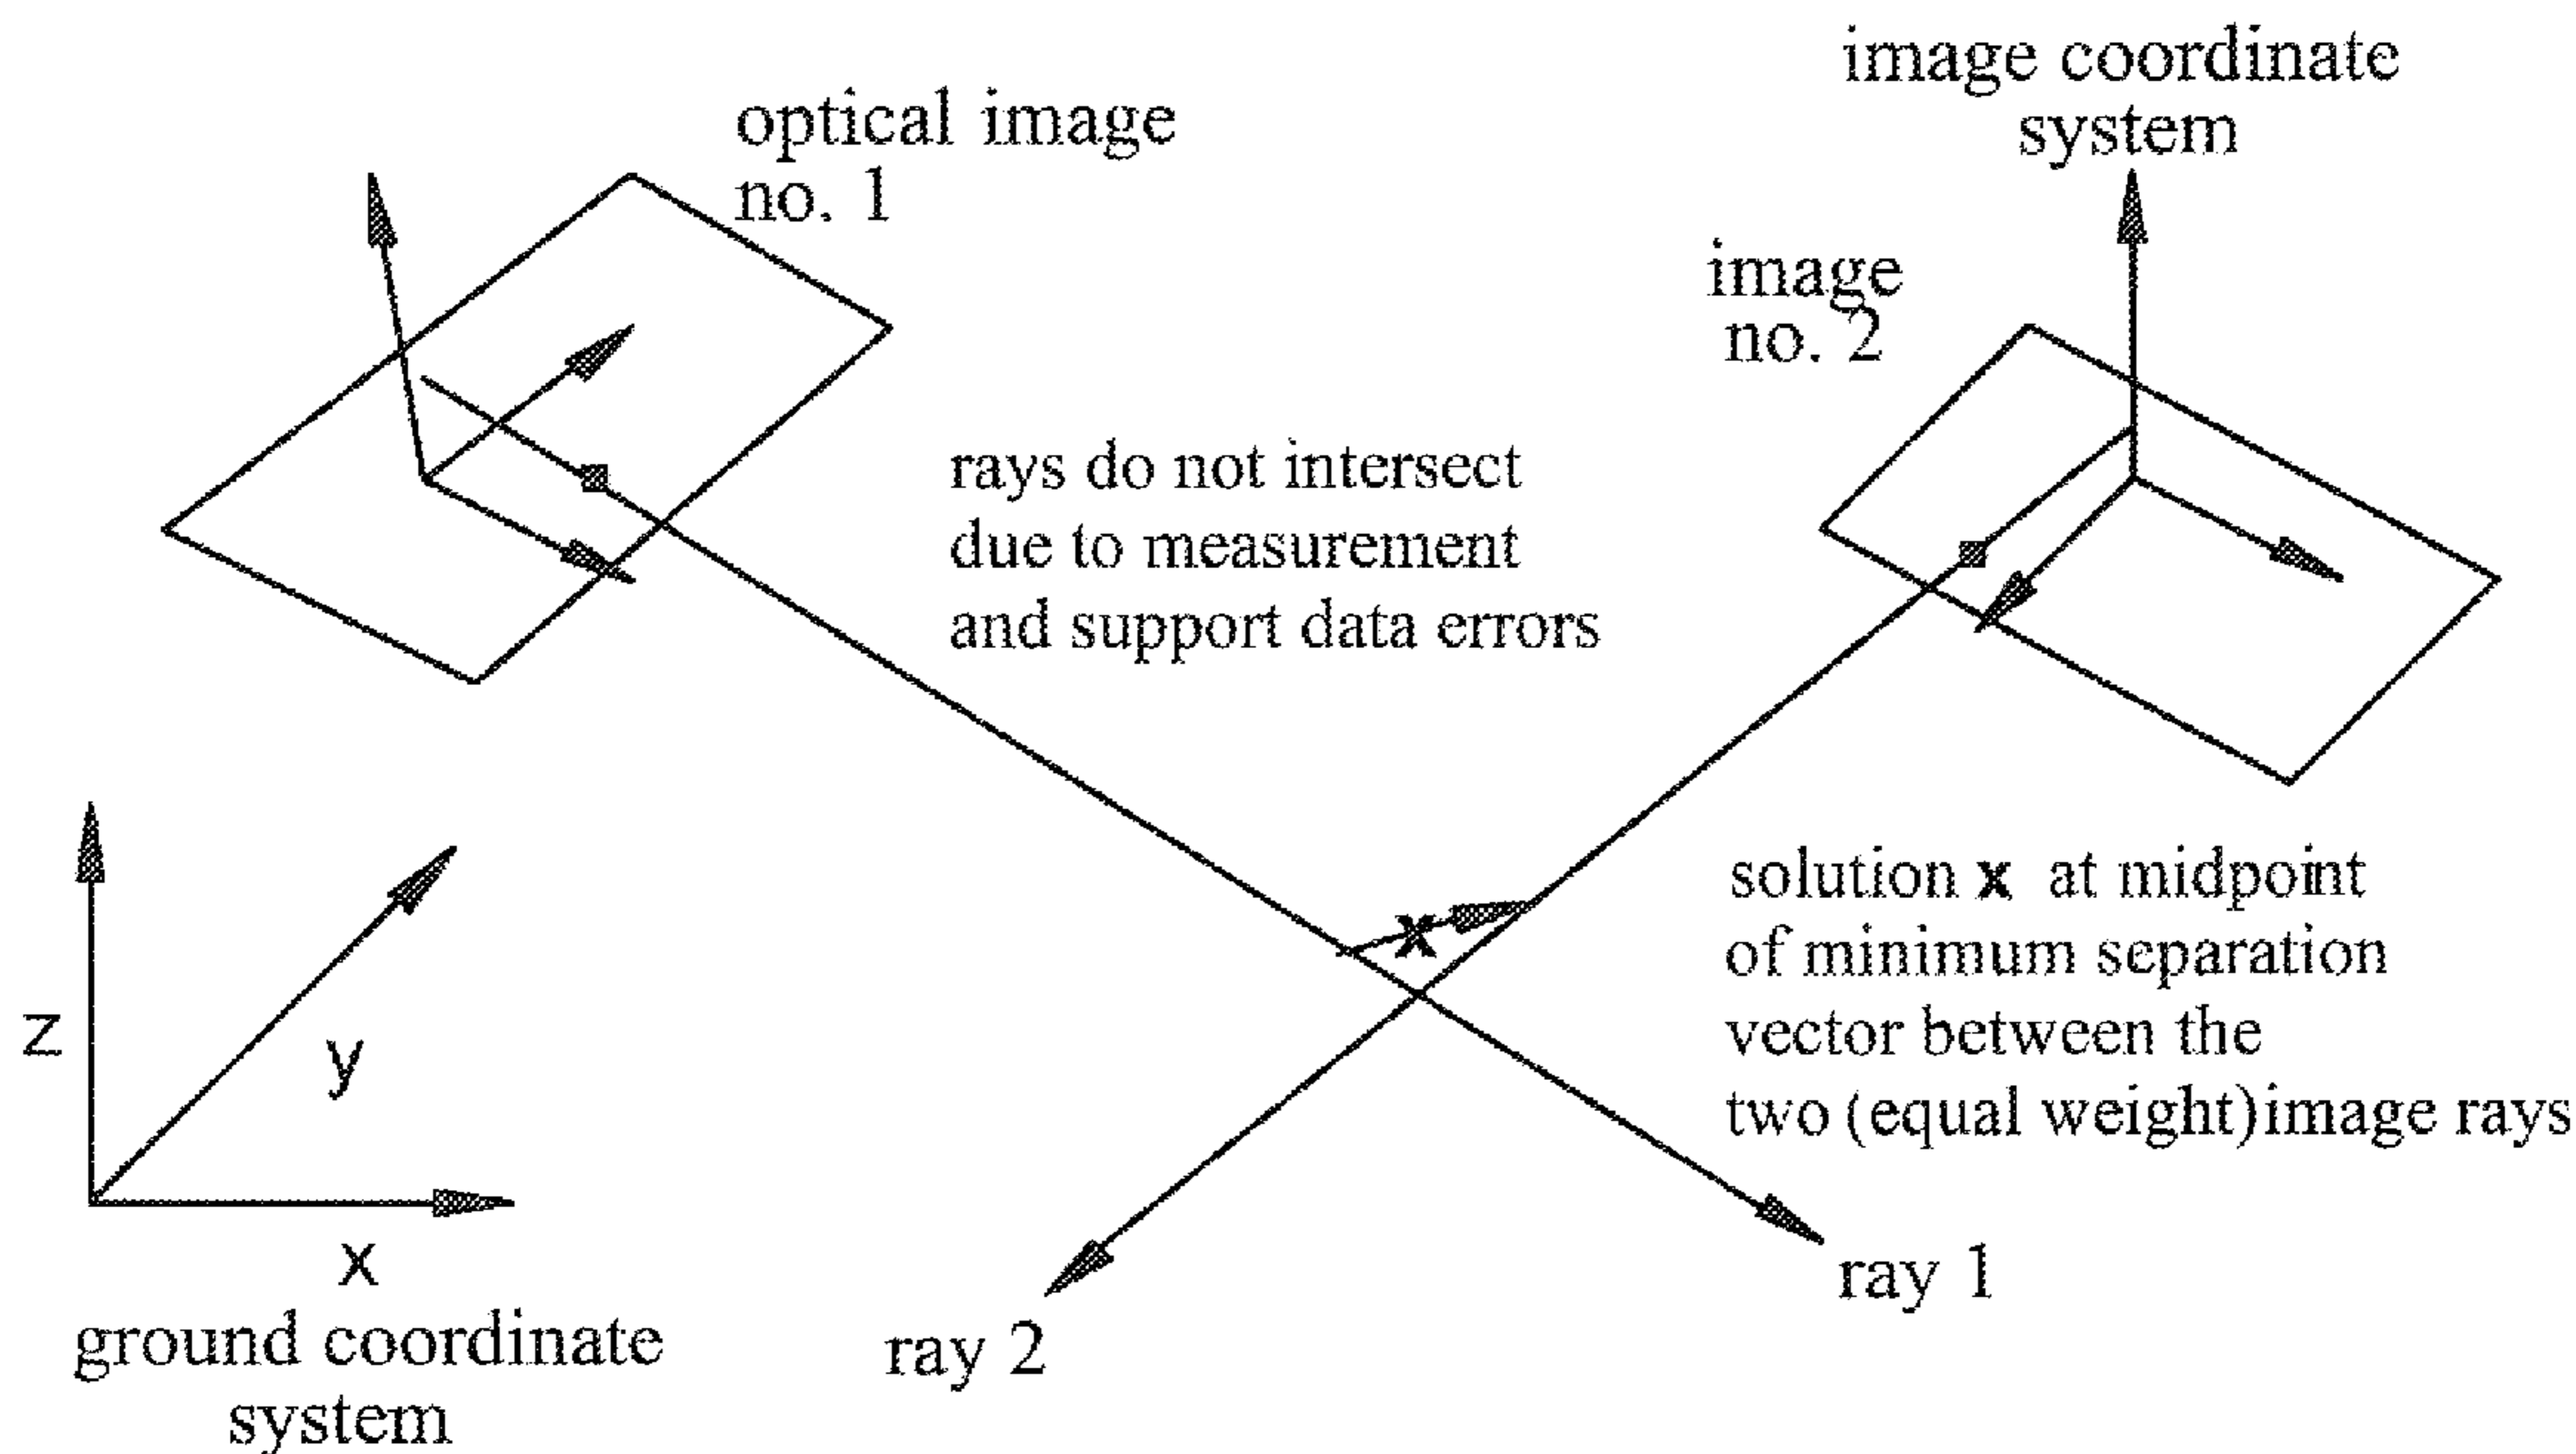 optical image
no. 1
image coordinate
system
image
no. 2
rays do not intersect
due to measurement
and support data errors
x
solution x at midpoint
of minimum separation
vector between the
two (equal weight)image rays
z
y
x
ground coordinate
system
ray 2
ray 1